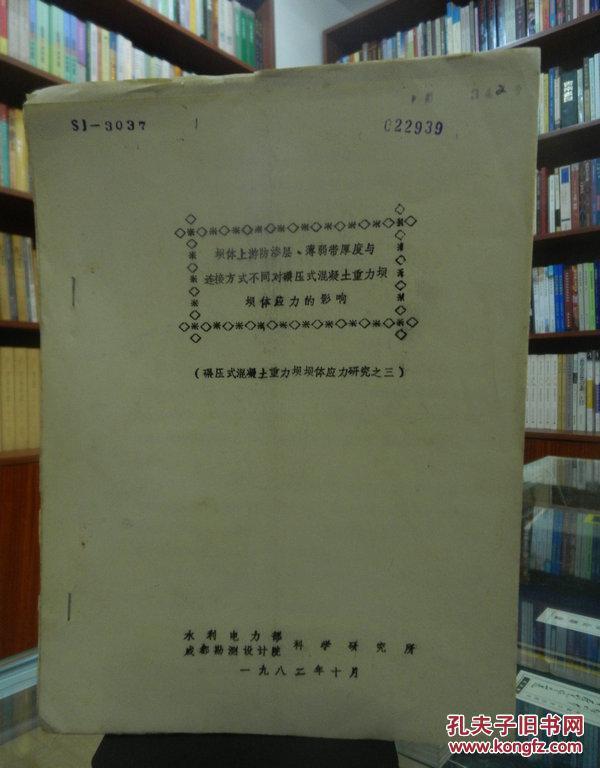 SJ-3037
022939
坝体上游防渗层、薄弱带厚度与
连接方式不同对碾压式混凝土重力坝
坝体应力的影响
（碾压式混凝土重力坝坝体应力研究之三）
水利电力部
成都勘测设计院 科学研究所
一九八二年十月
孔夫子旧书网
www.kongfz.com